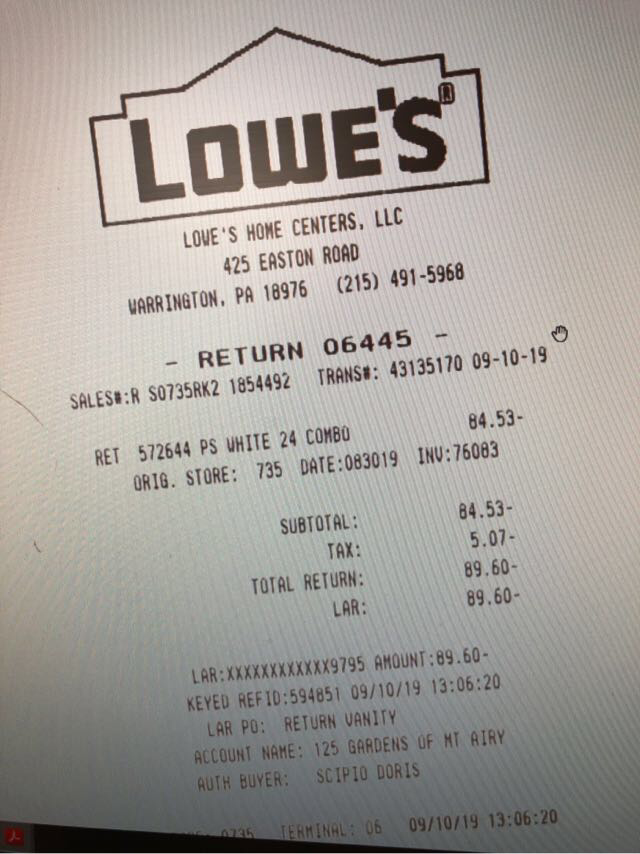 LOWE'S®
LOWE'S HOME CENTERS, LLC
425 EASTON ROAD
WARRINGTON, PA 18976 (215) 491-5968
- RETURN 06445 -
SALES#:R S0735RK2 1854492 TRANS#: 43135170 09-10-19
RET 572644 PS WHITE 24 COMBO 84.53-
ORIG. STORE: 735 DATE:083019 INV:76083
SUBTOTAL: 84.53-
TAX: 5.07-
TOTAL RETURN: 89.60-
LAR: 89.60-
LAR:XXXXXXXXXXXX9795 AMOUNT:89.60-
KEYED REFID:594851 09/10/19 13:06:20
LAR PO: RETURN VANITY
ACCOUNT NAME: 125 GARDENS OF MT AIRY
AUTH BUYER: SCIPIO DORIS
0735 TERMINAL: 06 09/10/19 13:06:20